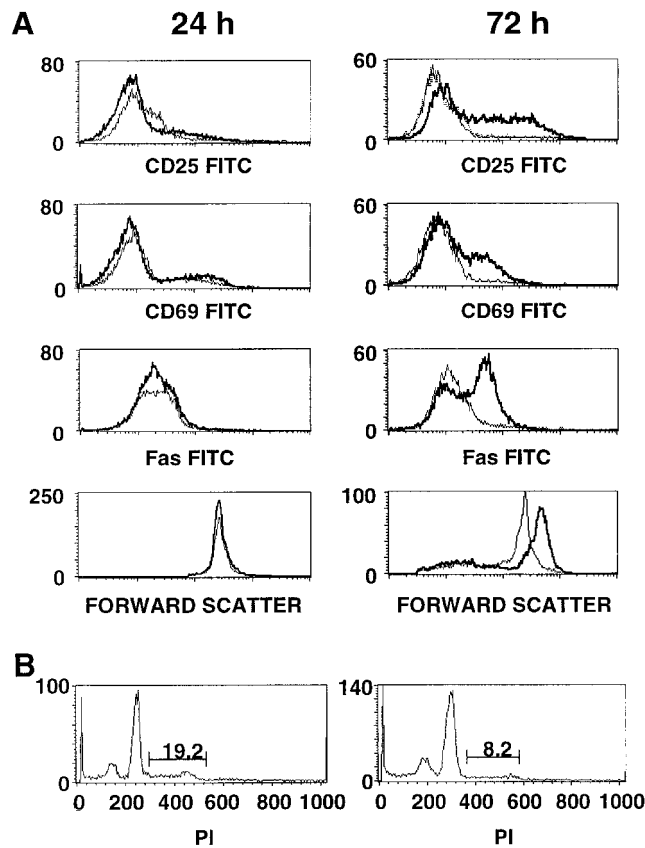 A 24 h 72 h
80
0
CD25 FITC
60
0
CD25 FITC
80
0
CD69 FITC
60
0
CD69 FITC
80
0
Fas FITC
60
0
Fas FITC
250
0
FORWARD SCATTER
100
0
FORWARD SCATTER
B
100
19.2
0
0 200 400 600 800 1000
PI
140
8.2
0
0 200 400 600 800 1000
PI